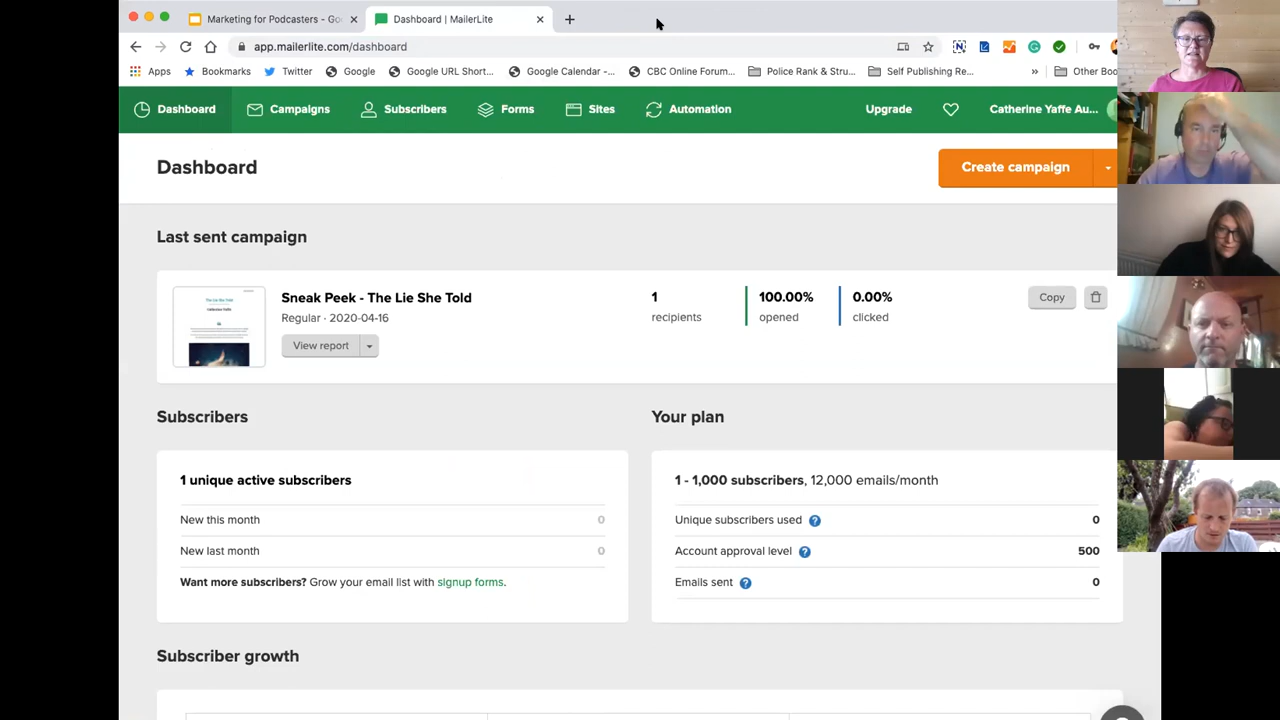 Marketing for Podcasters - Go
Dashboard | MailerLite
app.mailerlite.com/dashboard
Apps
Bookmarks
Twitter
Google
Google URL Short...
Google Calendar -...
CBC Online Forum...
Police Rank & Stru...
Self Publishing Re...
»
Other Boo
Dashboard
Campaigns
Subscribers
Forms
Sites
Automation
Upgrade
Catherine Yaffe Au...
Dashboard
Create campaign
Last sent campaign
Sneak Peek - The Lie She Told
Regular · 2020-04-16
View report
1
recipients
100.00%
opened
0.00%
clicked
Copy
Subscribers
1 unique active subscribers
New this month 0
New last month 0
Want more subscribers? Grow your email list with signup forms.
Your plan
1 - 1,000 subscribers, 12,000 emails/month
Unique subscribers used ? 0
Account approval level ? 500
Emails sent ? 0
Subscriber growth